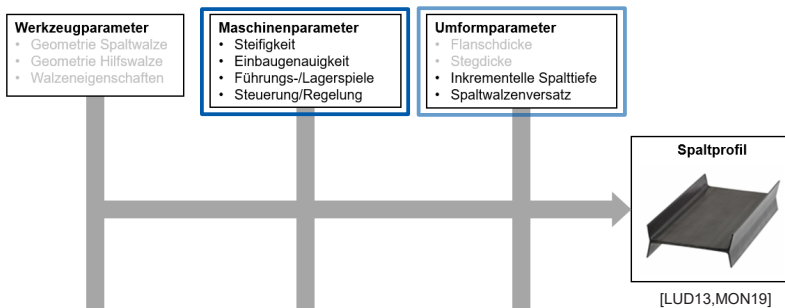 Werkzeugparameter
• Geometrie Spaltwalze
• Geometrie Hilfswalze
• Walzeneigenschaften
Maschinenparameter
• Steifigkeit
• Einbaugenauigkeit
• Führungs-/Lagerspiele
• Steuerung/Regelung
Umformparameter
• Flanschdicke
• Stegdicke
• Inkrementelle Spalttiefe
• Spaltwalzenversatz
Spaltprofil
[LUD13,MON19]